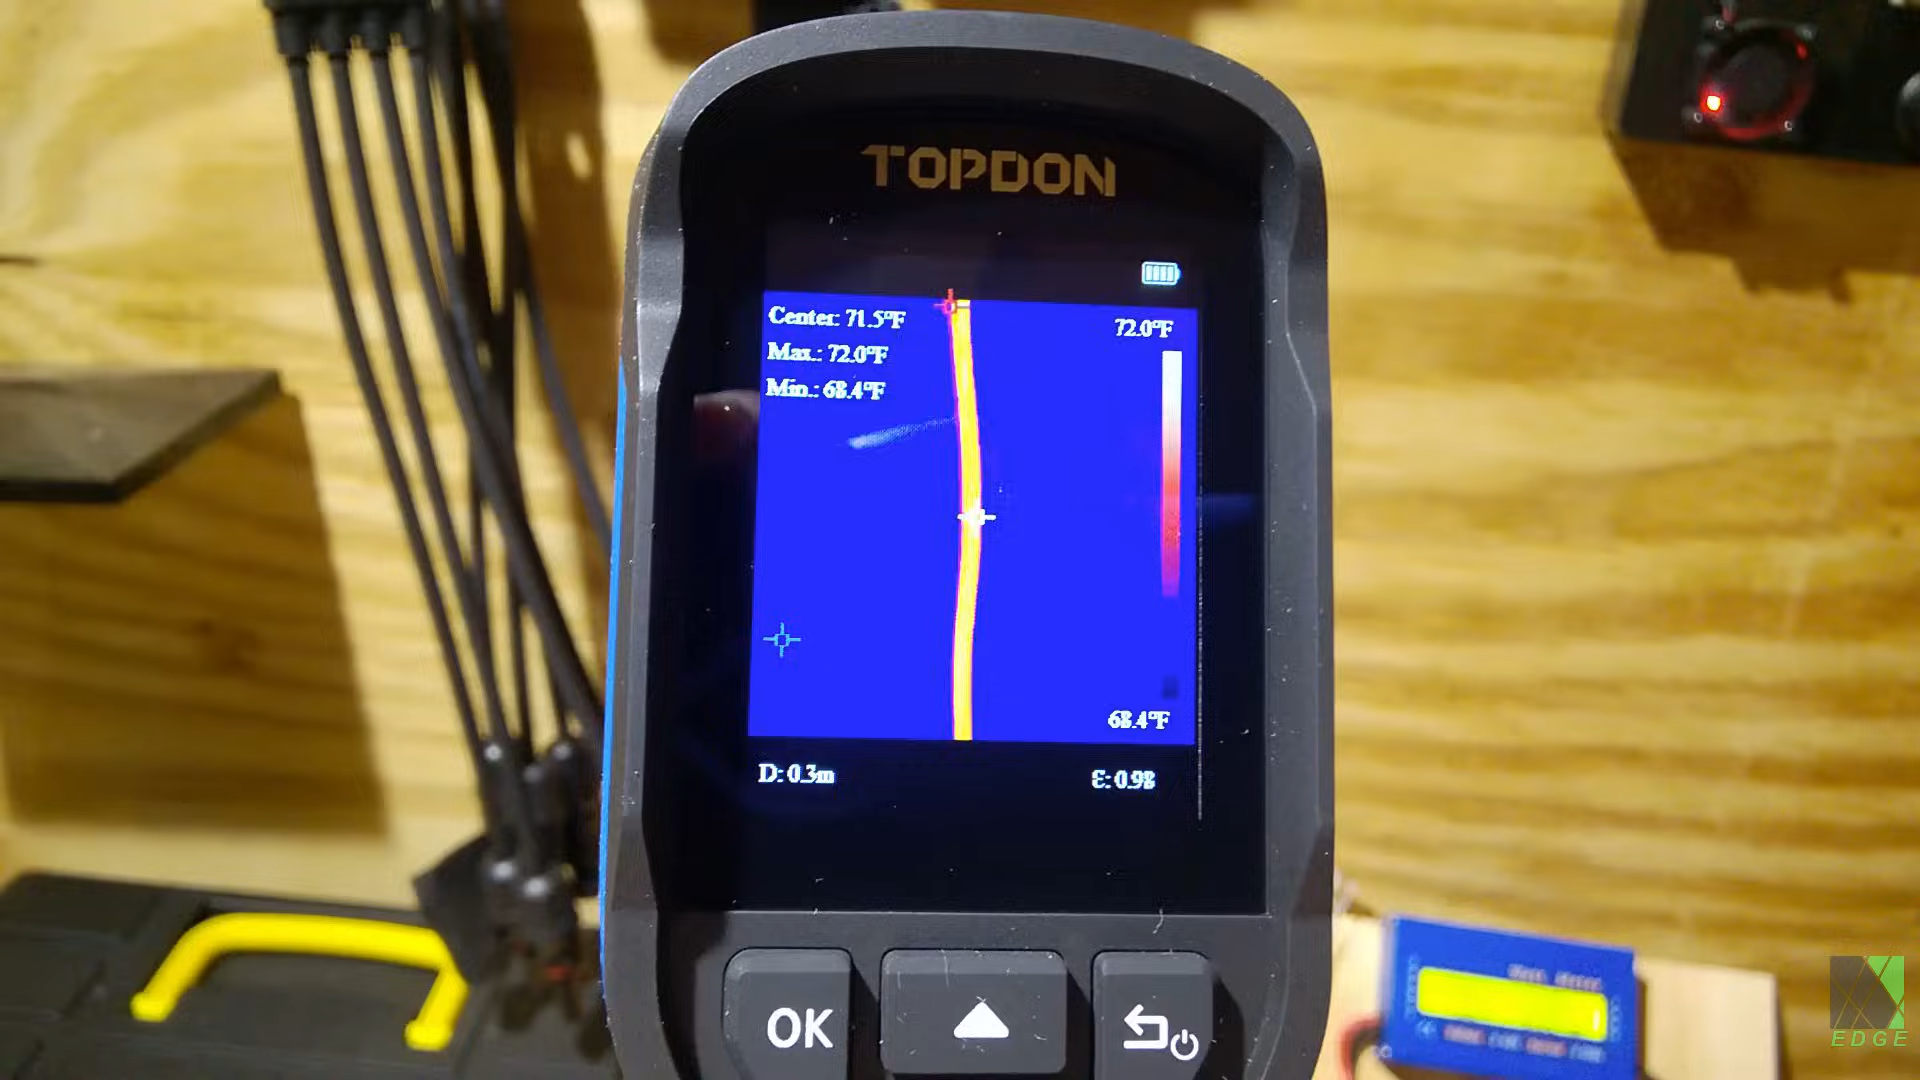 TOPDON
Center: 71.5°F
72.0°F
Max.: 72.0°F
Min.: 68.4°F
68.4°F
D: 0.3m
Ɛ: 0.98
OK
EDGE